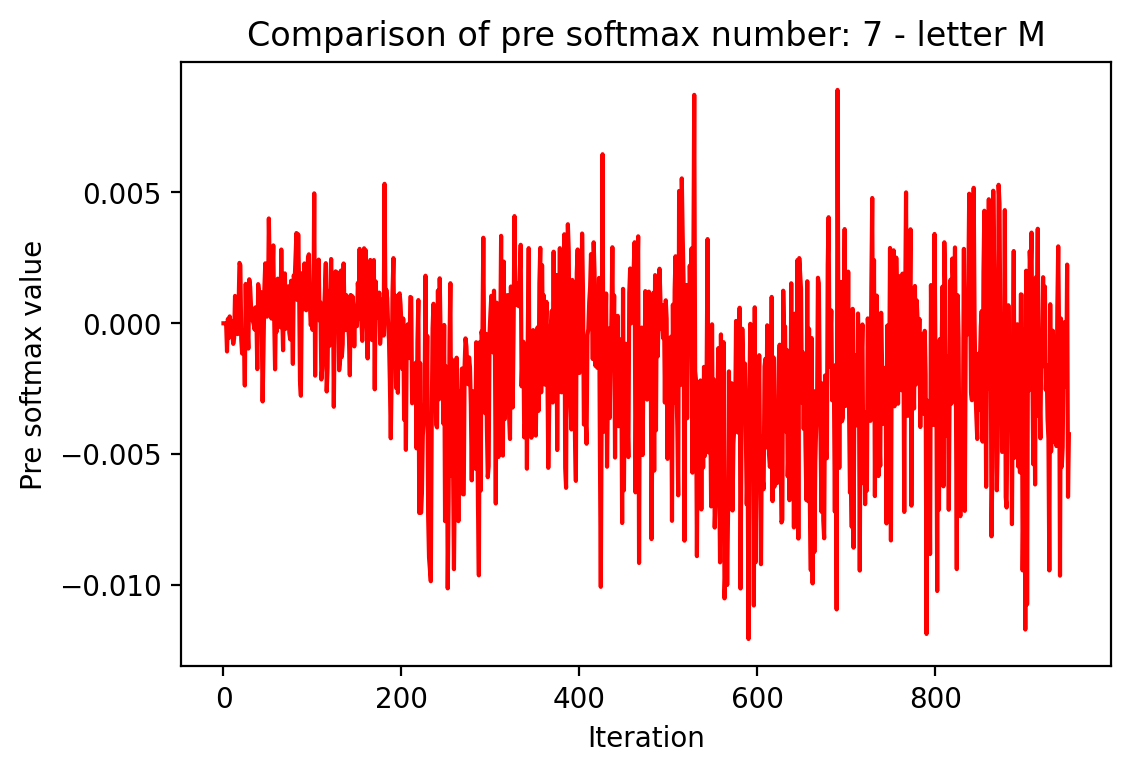 Comparison of pre softmax number: 7 - letter M
Pre softmax value
0.005
0.000
−0.005
−0.010
0 200 400 600 800
Iteration